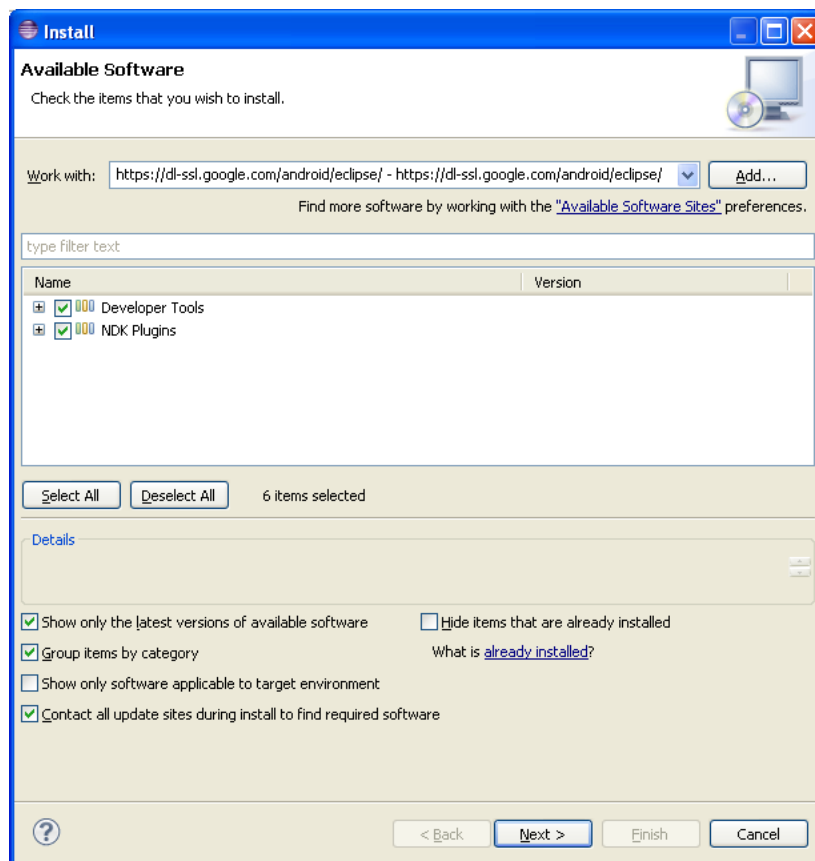 Install
Available Software
Check the items that you wish to install.
Work with: https://dl-ssl.google.com/android/eclipse/ - https://dl-ssl.google.com/android/eclipse/ Add...
Find more software by working with the "Available Software Sites" preferences.
type filter text
Name Version
Developer Tools
NDK Plugins
Select All Deselect All 6 items selected
Details
Show only the latest versions of available software Hide items that are already installed
Group items by category What is already installed?
Show only software applicable to target environment
Contact all update sites during install to find required software
? < Back Next > Finish Cancel